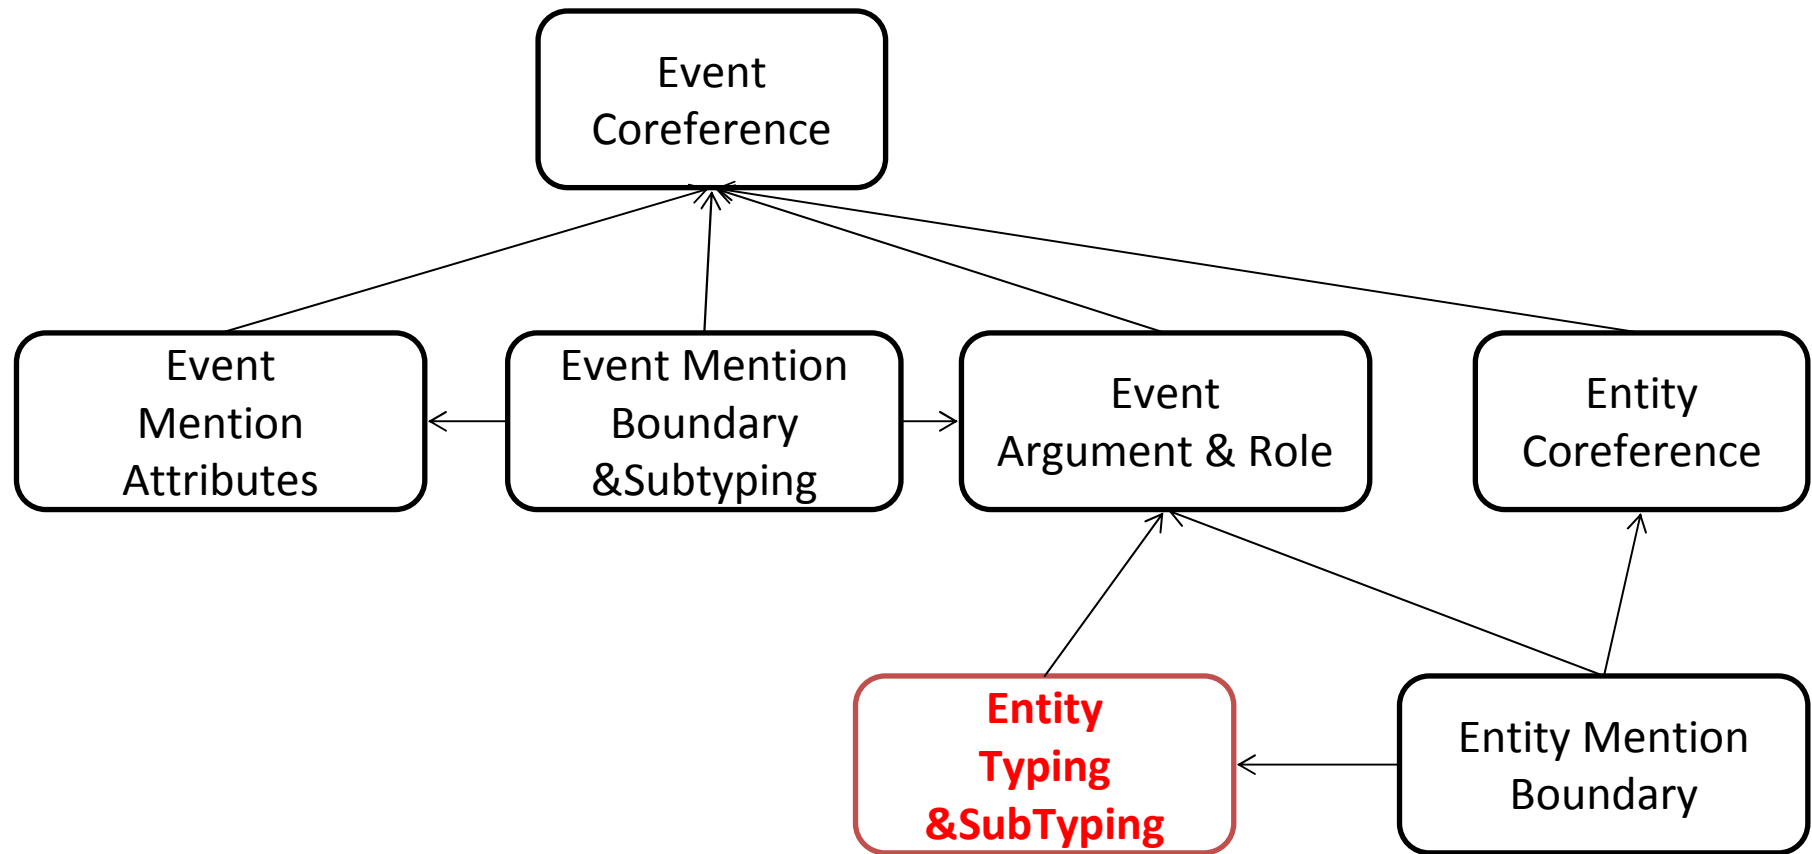 Event
Coreference
Event
Mention
Attributes
Event Mention
Boundary
&Subtyping
Event
Argument & Role
Entity
Coreference
Entity
Typing
&SubTyping
Entity Mention
Boundary